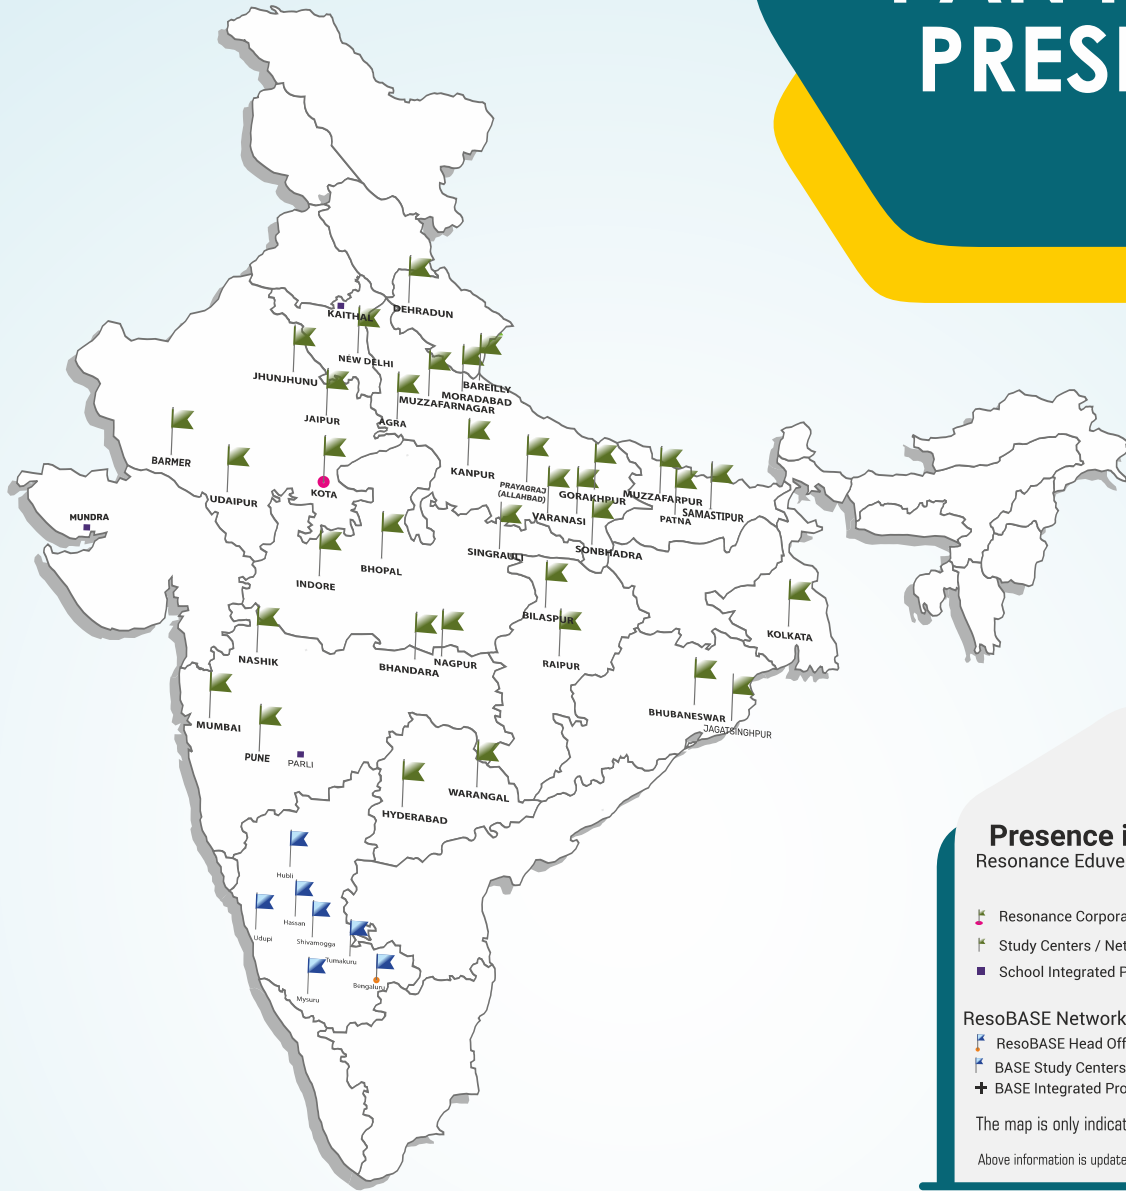 PRES
DEHRADUN
KAITHAL
NEW DELHI
JHUNJHUNU
BAREILLY
MORADABAD
MUZZAFARNAGAR
JAIPUR
AGRA
BARMER
KANPUR
UDAIPUR
KOTA
PRAYAGRAJ
(ALLAHBAD)
GORAKHPUR
MUZZAFARPUR
SAMASTIPUR
MUNDRA
VARANASI
PATNA
SINGRAULI
SONBHADRA
BHOPAL
INDORE
BILASPUR
KOLKATA
NASHIK
BHANDARA
NAGPUR
RAIPUR
MUMBAI
BHUBANESWAR
JAGATSINGHPUR
PUNE
PARLI
WARANGAL
HYDERABAD
Hubli
Hassan
Udupi
Shivamogga
Tumakuru
Bengaluru
Mysuru
Presence i
Resonance Eduve
Resonance Corpora
Study Centers / Net
School Integrated P
ResoBASE Network
ResoBASE Head Off
BASE Study Centers
BASE Integrated Pro
The map is only indicat
Above information is update